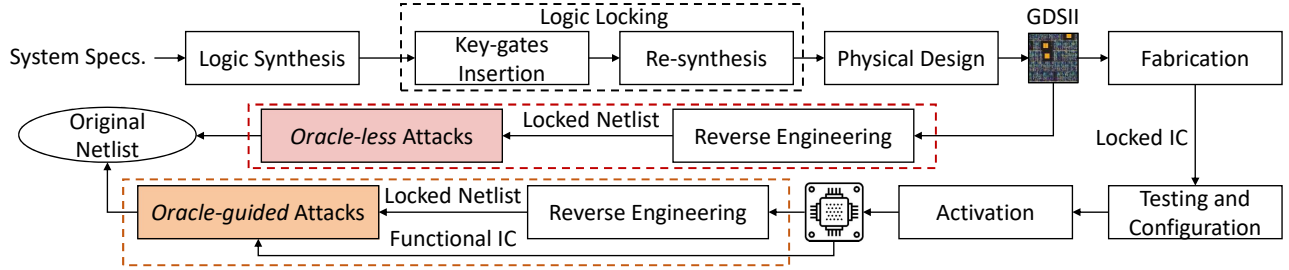 Logic Locking
GDSII
System Specs.
Logic Synthesis
Key-gates
Insertion
Re-synthesis
Physical Design
Fabrication
Original
Netlist
Oracle-less Attacks
Locked Netlist
Reverse Engineering
Locked IC
Oracle-guided Attacks
Locked Netlist
Functional IC
Reverse Engineering
Activation
Testing and
Configuration